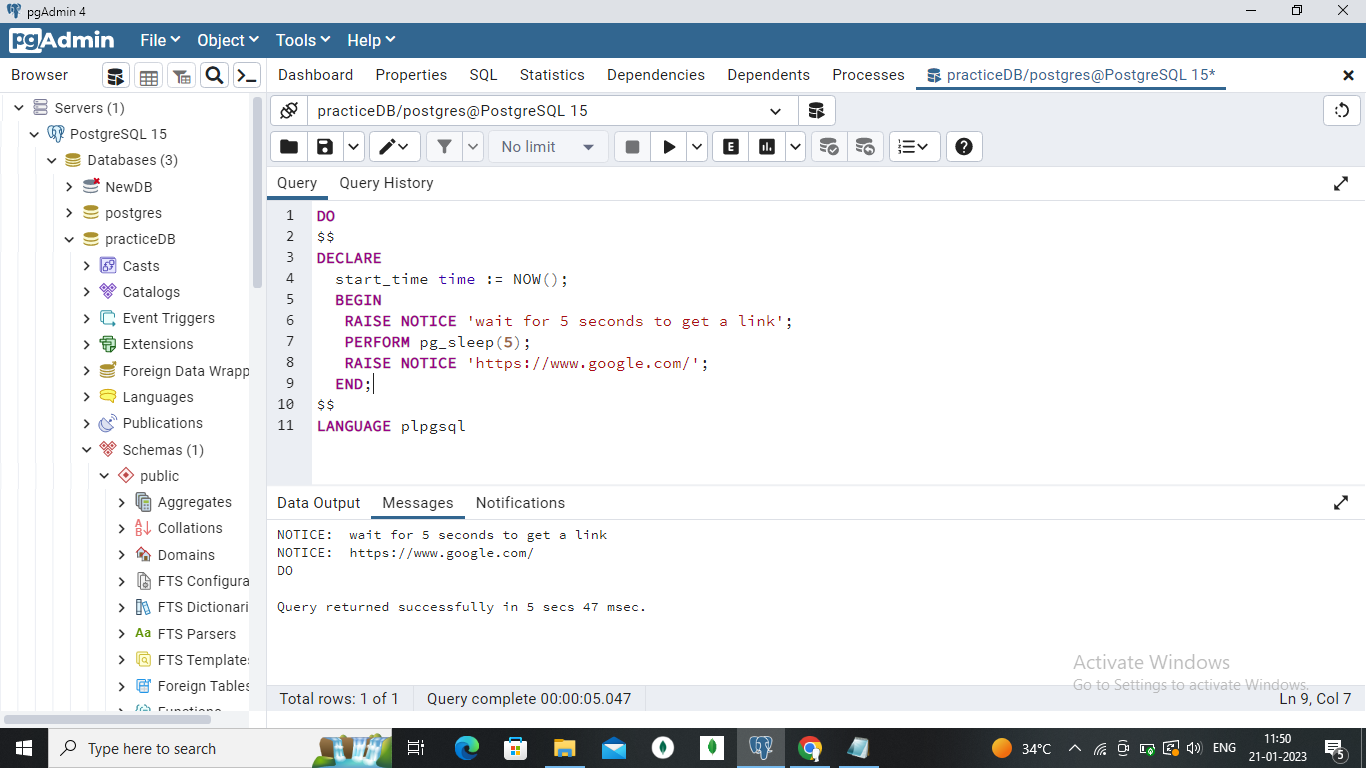 pgAdmin 4
pgAdmin File Object Tools Help
Browser
Dashboard Properties SQL Statistics Dependencies Dependents Processes practiceDB/postgres@PostgreSQL 15*
Servers (1)
PostgreSQL 15
Databases (3)
NewDB
postgres
practiceDB
Casts
Catalogs
Event Triggers
Extensions
Foreign Data Wrapp
Languages
Publications
Schemas (1)
public
Aggregates
Collations
Domains
FTS Configura
FTS Dictionari
Aa FTS Parsers
FTS Templates
Foreign Tables
practiceDB/postgres@PostgreSQL 15
No limit
E
Query Query History
1 DO
2 $$
3 DECLARE
4 start_time time := NOW();
5 BEGIN
6 RAISE NOTICE 'wait for 5 seconds to get a link';
7 PERFORM pg_sleep(5);
8 RAISE NOTICE 'https://www.google.com/';
9 END;
10 $$
11 LANGUAGE plpgsql
Data Output Messages Notifications
NOTICE:  wait for 5 seconds to get a link
NOTICE:  https://www.google.com/
DO
Query returned successfully in 5 secs 47 msec.
Activate Windows
Go to Settings to activate Windows.
Total rows: 1 of 1 Query complete 00:00:05.047 Ln 9, Col 7
Type here to search
34°C ENG
11:50
21-01-2023
5